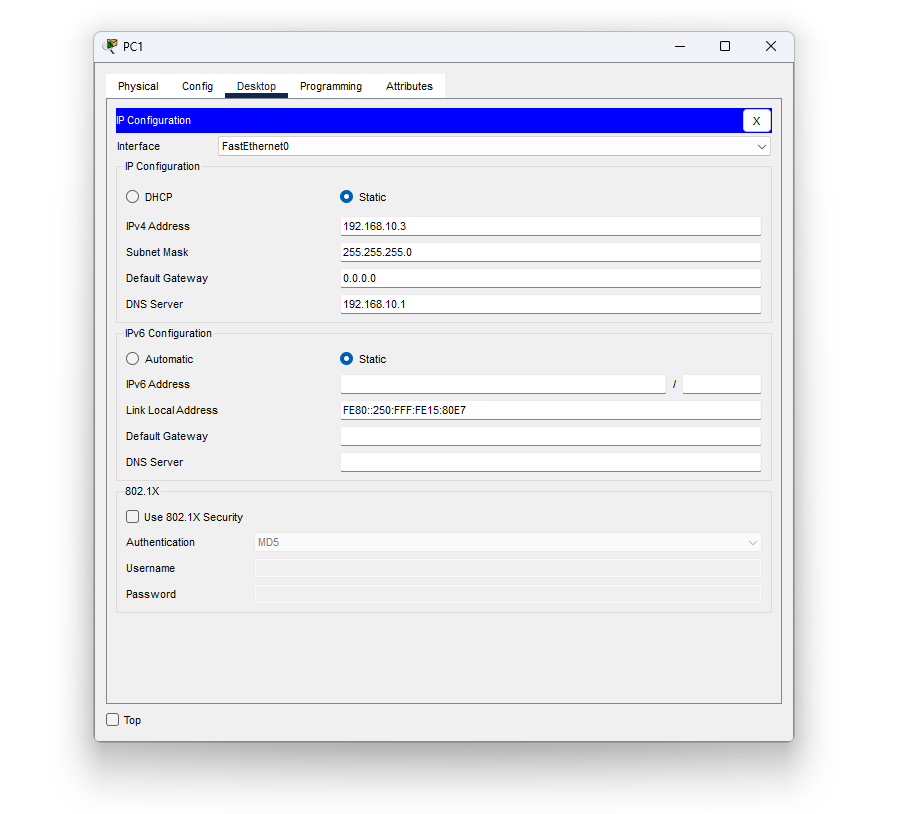 PC1
Physical Config Desktop Programming Attributes
IP Configuration X
Interface FastEthernet0
IP Configuration
DHCP Static
IPv4 Address 192.168.10.3
Subnet Mask 255.255.255.0
Default Gateway 0.0.0.0
DNS Server 192.168.10.1
IPv6 Configuration
Automatic Static
IPv6 Address /
Link Local Address FE80::250:FFF:FE15:80E7
Default Gateway
DNS Server
802.1X
Use 802.1X Security
Authentication MD5
Username
Password
Top